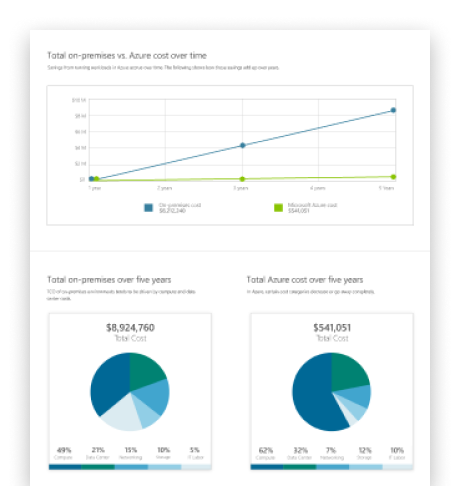 Total on-premises vs. Azure cost over time
Savings from running workloads in Azure accrue over time. The following shows how those savings add up over years.
$10 M
$8 M
$6 M
$4 M
$2 M
$0
1 year 2 years 3 years 4 years 5 Years
On-premises cost Microsoft Azure cost
$541,051
Total on-premises over five years Total Azure cost over five years
TCO of on-premises environments tends to be driven by compute and data In Azure, certain cost categories decrease or go away completely.
center costs.
$8,924,760 $541,051
Total Cost Total Cost
49% 21% 15% 10% 5% 62% 32% 7% 12% 10%
Compute Data Center Networking Storage IT Labor Compute Data Center Networking Storage IT Labor